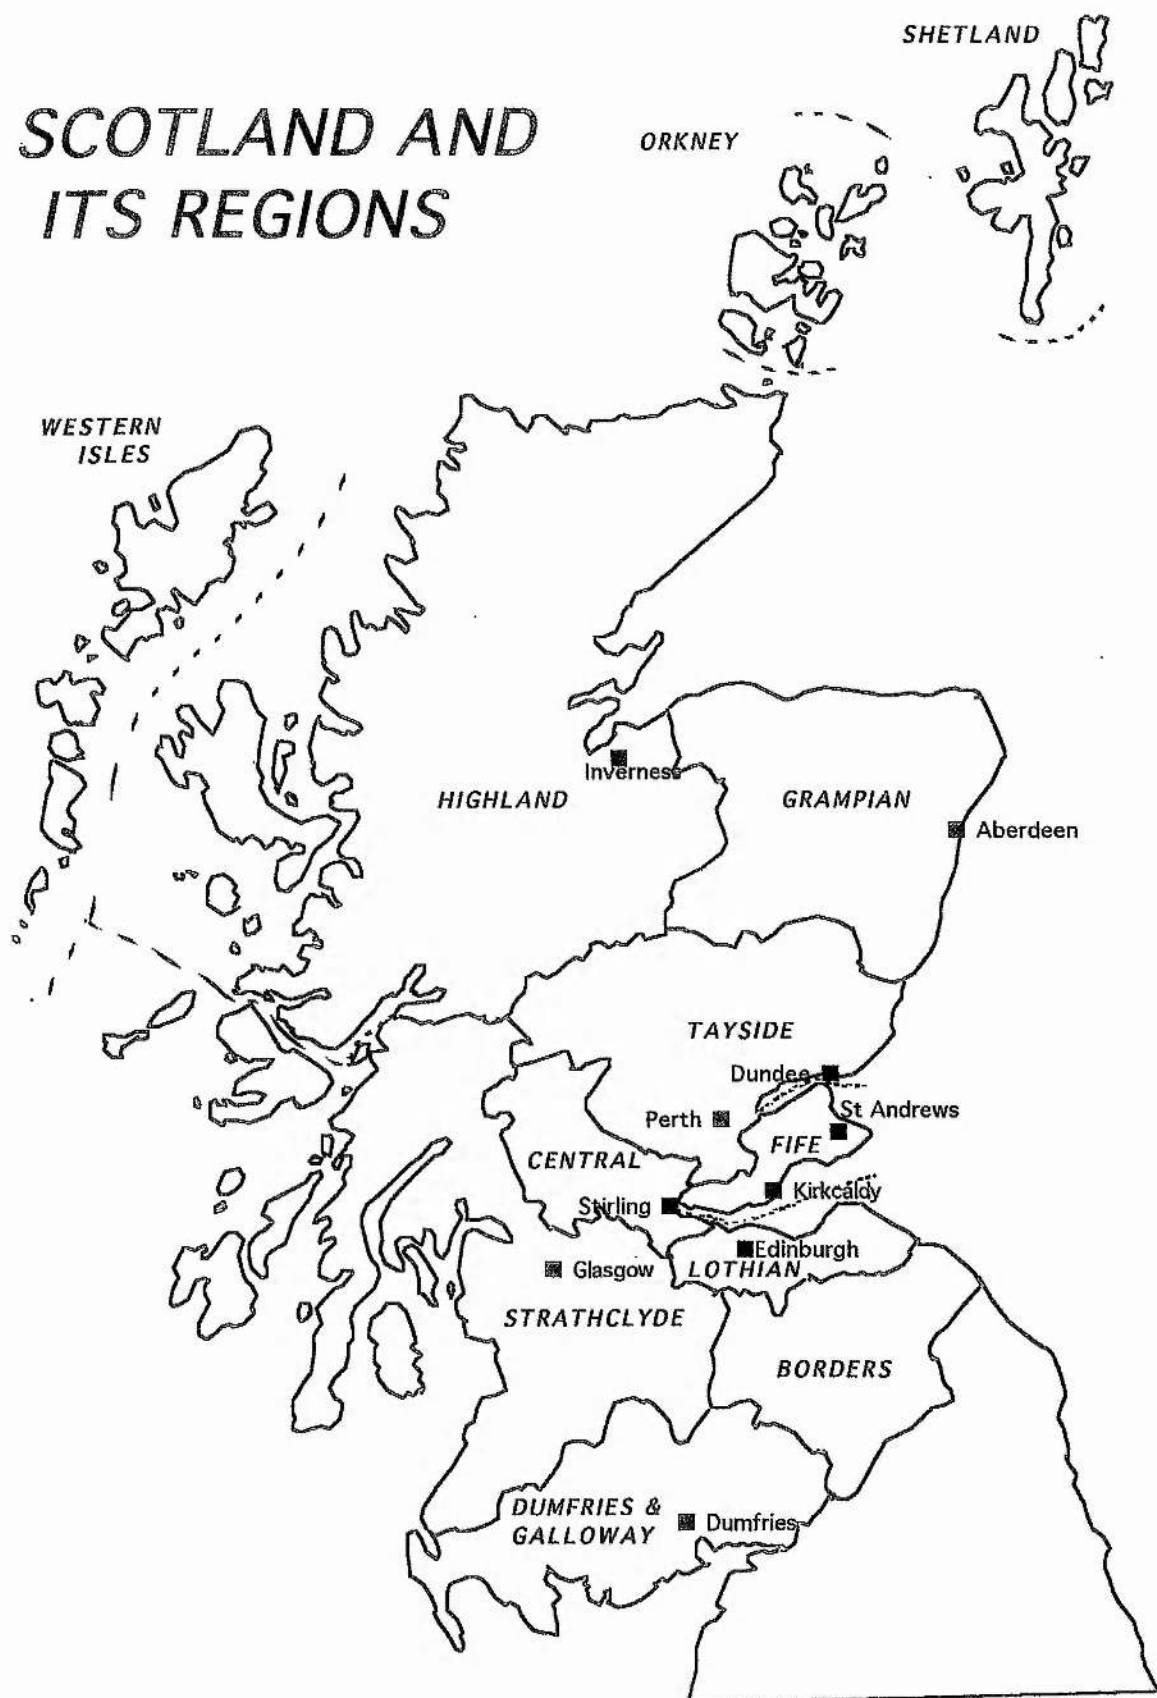 SHETLAND
SCOTLAND AND
ITS REGIONS
ORKNEY
WESTERN
ISLES
Inverness
HIGHLAND
GRAMPIAN
Aberdeen
TAYSIDE
Dundee
St Andrews
Perth
FIFE
CENTRAL
Kirkcaldy
Stirling
Edinburgh
Glasgow
LOTHIAN
STRATHCLYDE
BORDERS
DUMFRIES &
GALLOWAY
Dumfries